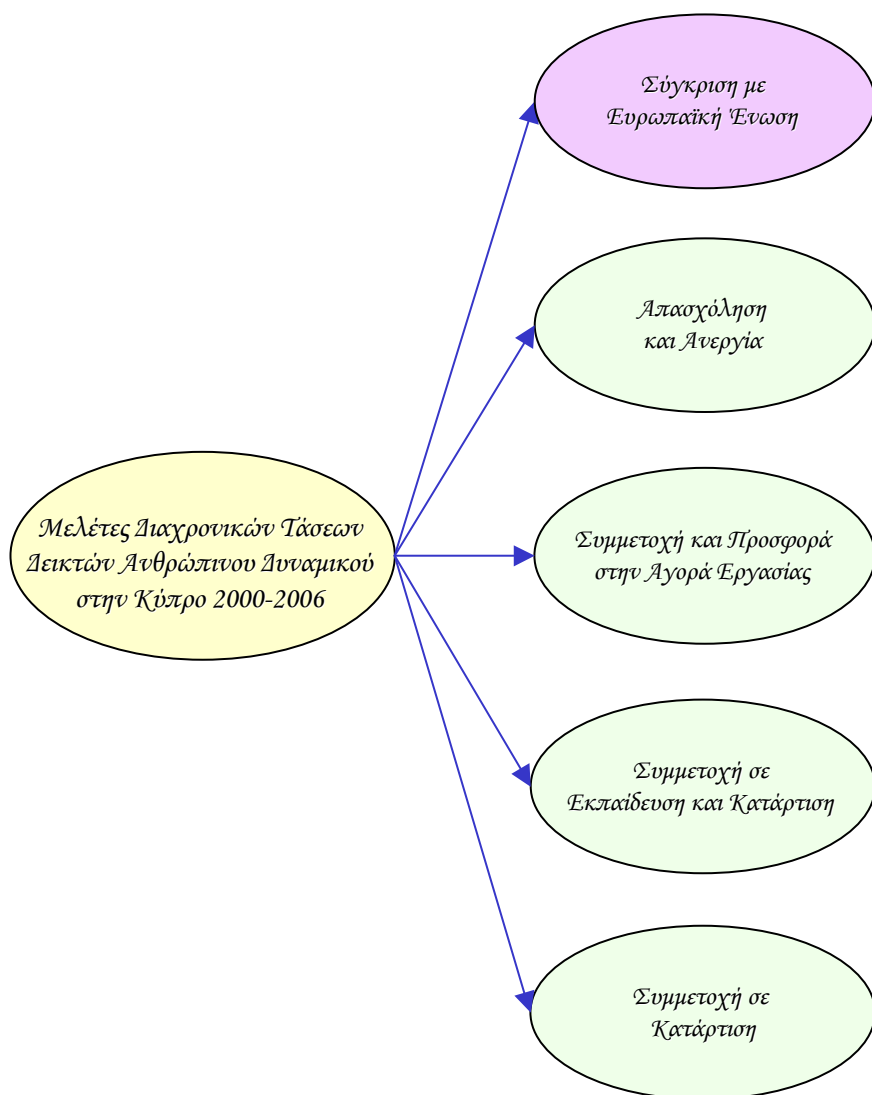 Σύγκριση με
Ευρωπαϊκή Ένωση
Απασχόληση
και Ανεργία
Μελέτες Διαχρονικών Τάσεων
Δεικτών Ανθρώπινου Δυναμικού
στην Κύπρο 2000-2006
Συμμετοχή και Προσφορά
στην Αγορά Εργασίας
Συμμετοχή σε
Εκπαίδευση και Κατάρτιση
Συμμετοχή σε
Κατάρτιση